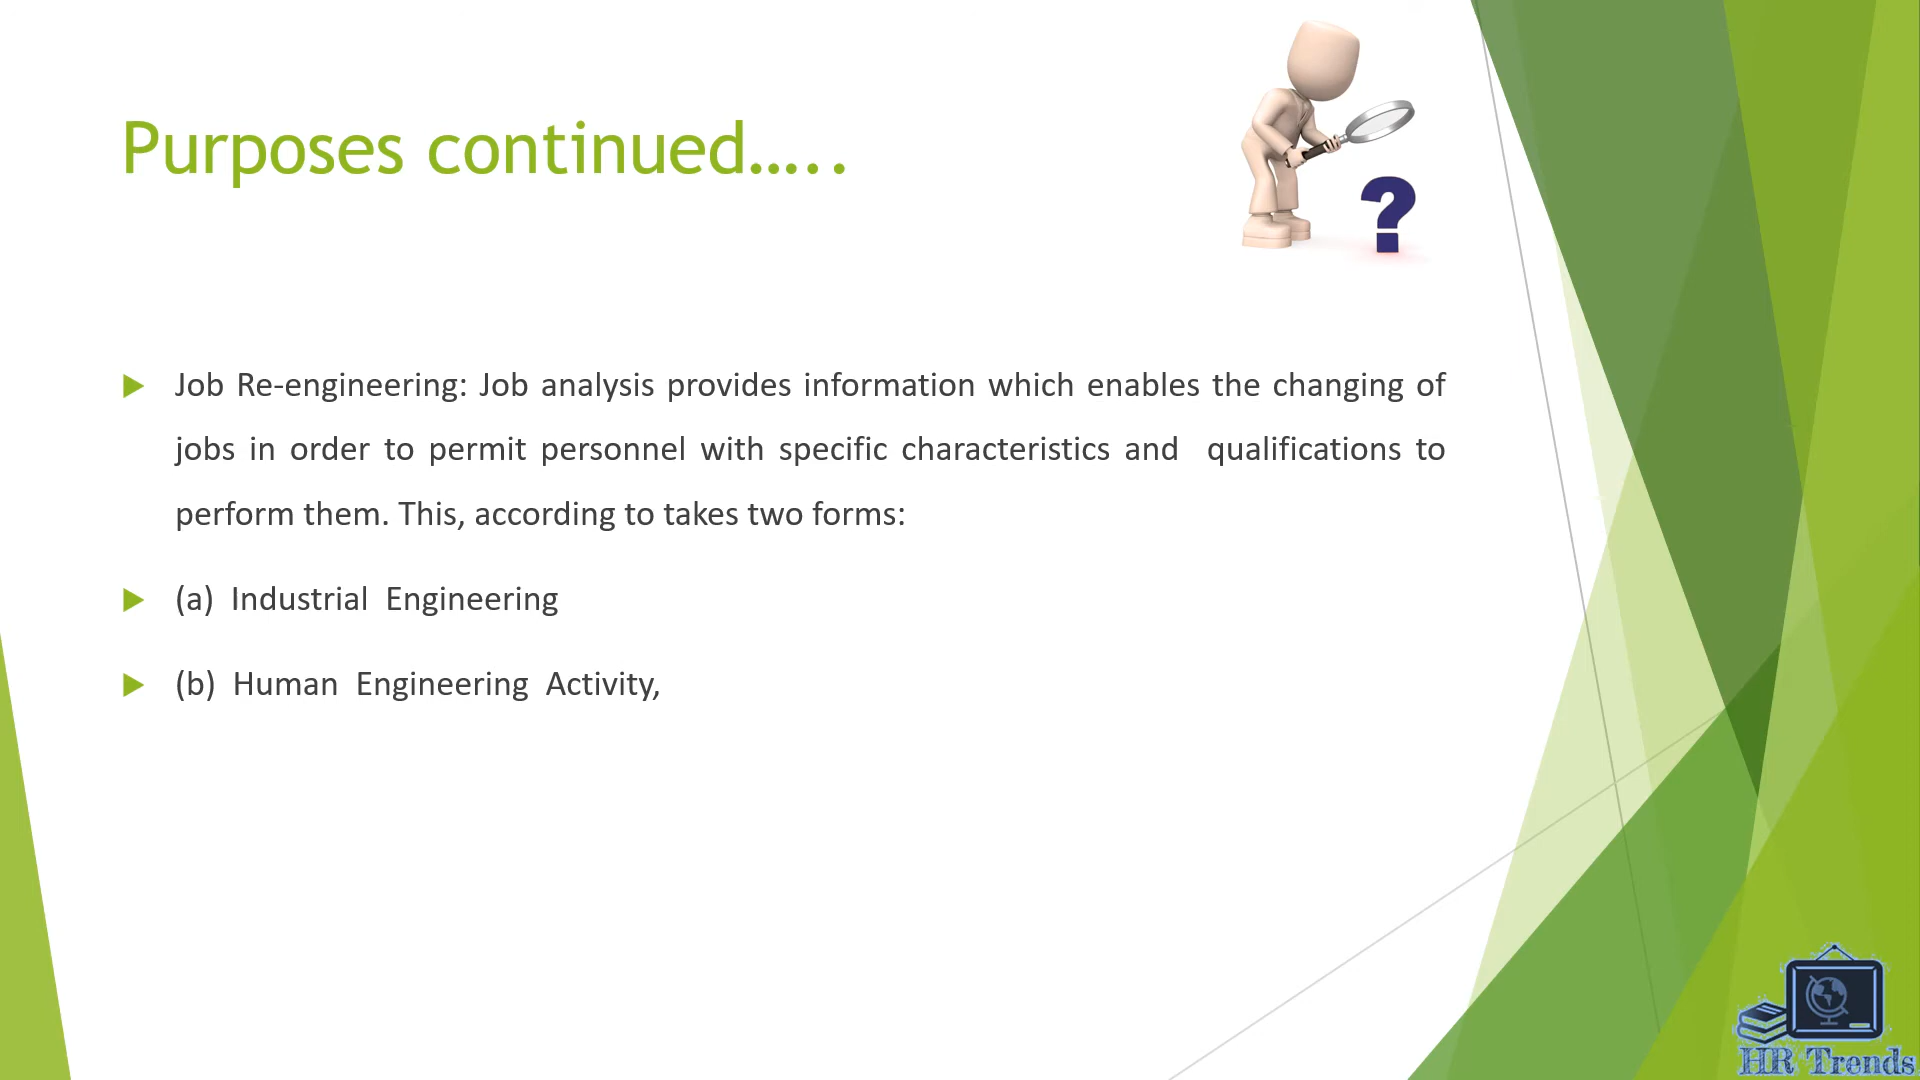 Purposes continued.....
?
Job Re-engineering: Job analysis provides information which enables the changing of
jobs in order to permit personnel with specific characteristics and qualifications to
perform them. This, according to takes two forms:
(a) Industrial Engineering
(b) Human Engineering Activity,
HR Trends